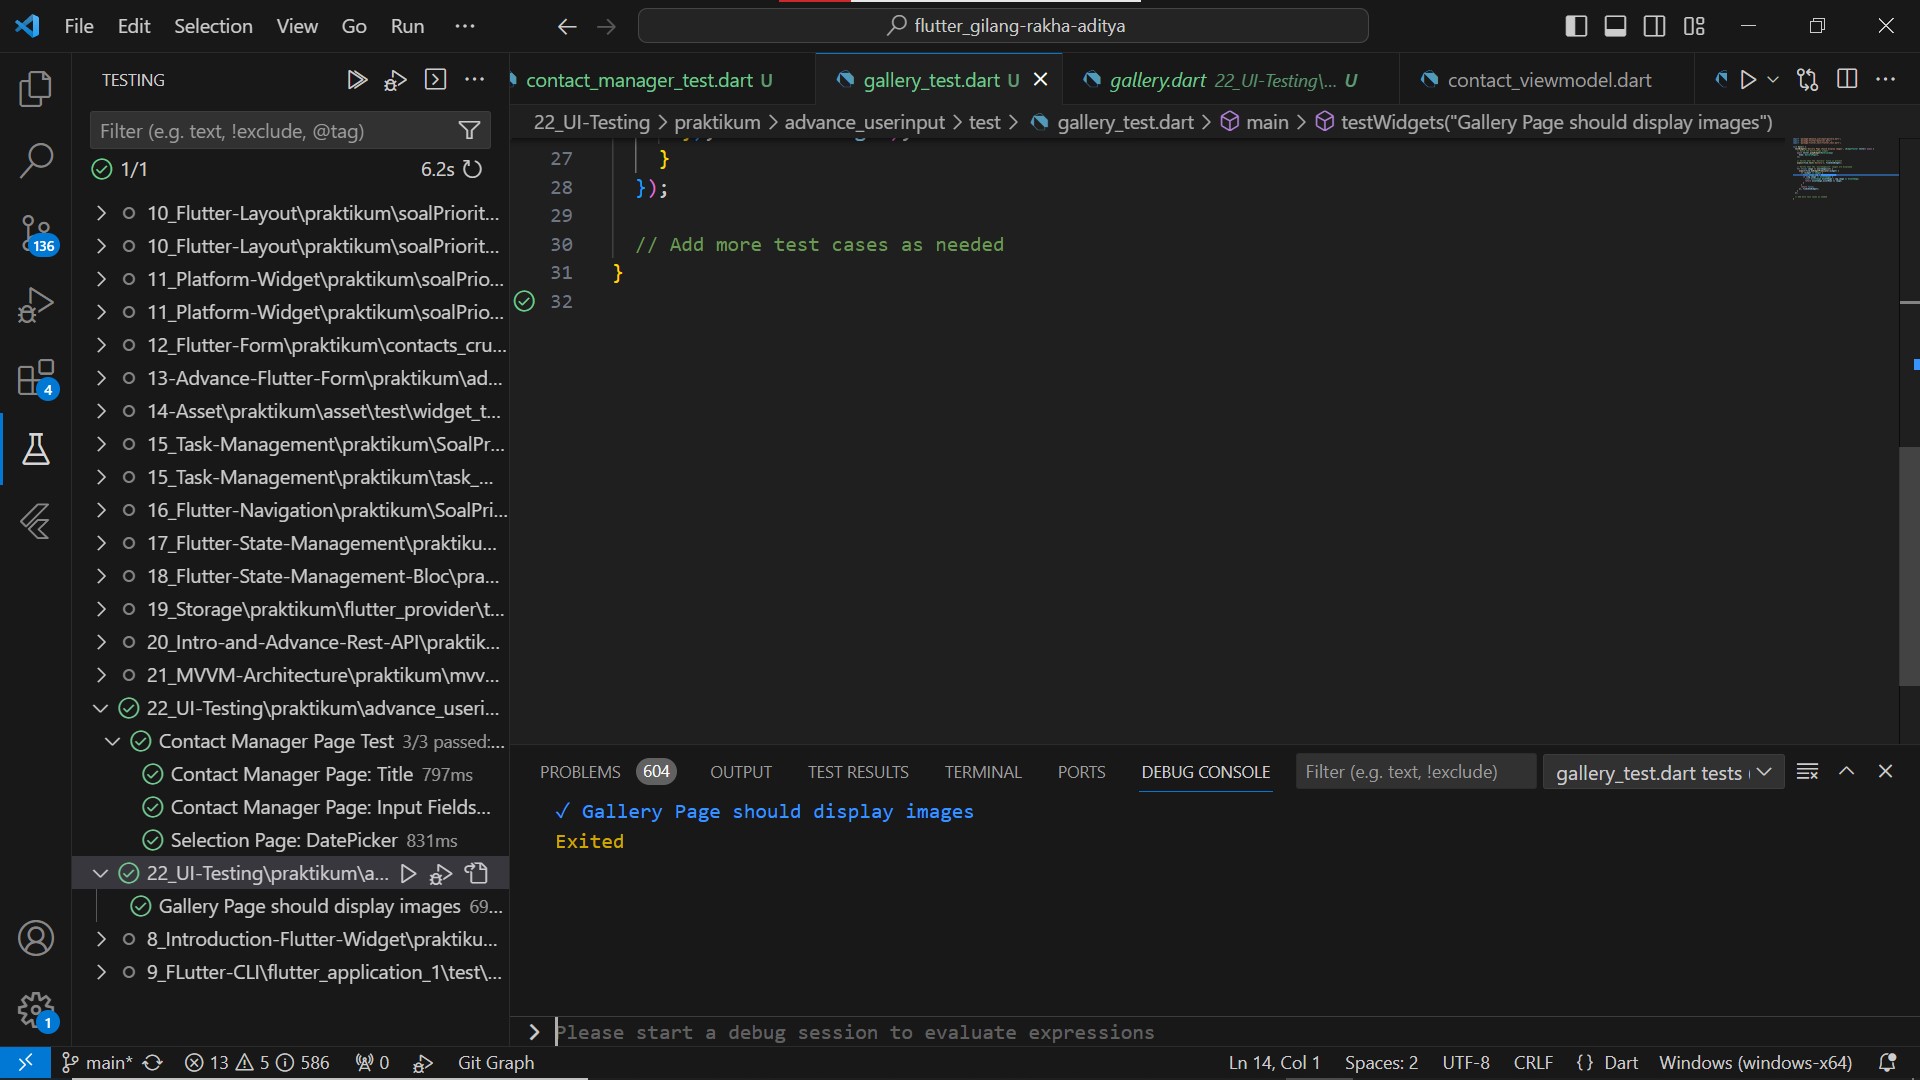 File Edit Selection View Go Run ···
flutter_gilang-rakha-aditya
TESTING
contact_manager_test.dart U
gallery_test.dart U
gallery.dart 22_UI-Testing\... U
contact_viewmodel.dart
Filter (e.g. text, !exclude, @tag)
22_UI-Testing > praktikum > advance_userinput > test > gallery_test.dart > main > testWidgets("Gallery Page should display images")
1/1
6.2s
27 }
28 });
29
30 // Add more test cases as needed
31 }
32
10_Flutter-Layout\praktikum\soalPriorit...
10_Flutter-Layout\praktikum\soalPriorit...
11_Platform-Widget\praktikum\soalPrio...
11_Platform-Widget\praktikum\soalPrio...
12_Flutter-Form\praktikum\contacts_cru...
13-Advance-Flutter-Form\praktikum\ad...
14-Asset\praktikum\asset\test\widget_t...
15_Task-Management\praktikum\SoalPr...
15_Task-Management\praktikum\task_...
16_Flutter-Navigation\praktikum\SoalPri...
17_Flutter-State-Management\praktiku...
18_Flutter-State-Management-Bloc\pra...
19_Storage\praktikum\flutter_provider\t...
20_Intro-and-Advance-Rest-API\praktik...
21_MVVM-Architecture\praktikum\mvv...
22_UI-Testing\praktikum\advance_useri...
Contact Manager Page Test 3/3 passed:...
Contact Manager Page: Title 797ms
Contact Manager Page: Input Fields...
Selection Page: DatePicker 831ms
22_UI-Testing\praktikum\a...
Gallery Page should display images 69...
8_Introduction-Flutter-Widget\praktiku...
9_FLutter-CLI\flutter_application_1\test\...
136
4
1
PROBLEMS 604 OUTPUT TEST RESULTS TERMINAL PORTS DEBUG CONSOLE
Filter (e.g. text, !exclude)
gallery_test.dart tests (
✓ Gallery Page should display images
Exited
> Please start a debug session to evaluate expressions
main* 13 5 586 0 Git Graph
Ln 14, Col 1 Spaces: 2 UTF-8 CRLF {} Dart Windows (windows-x64)